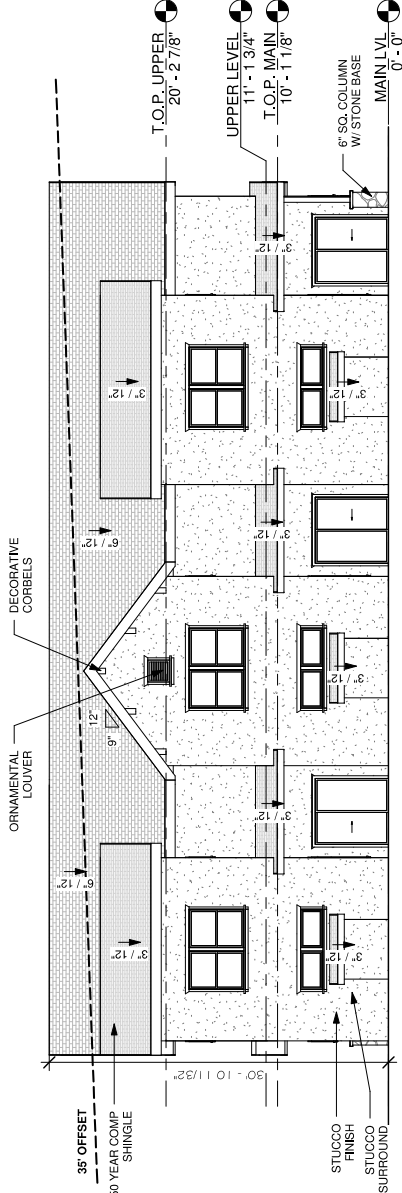 DECORATIVE
CORBELS
ORNAMENTAL
LOUVER
35' OFFSET
50 YEAR COMP
SHINGLE
6" / 12"
12"
9"
6" / 12"
3" / 12"
3" / 12"
T.O.P. UPPER
20' - 2 7/8"
UPPER LEVEL
11' - 1 3/4"
T.O.P. MAIN
10' - 1 1/8"
30' - 10 11/32"
3" / 12"
3" / 12"
3" / 12"
3" / 12"
3" / 12"
3" / 12"
6" SQ. COLUMN
W/ STONE BASE
STUCCO
FINISH
STUCCO
SURROUND
MAIN LVL
0' - 0"